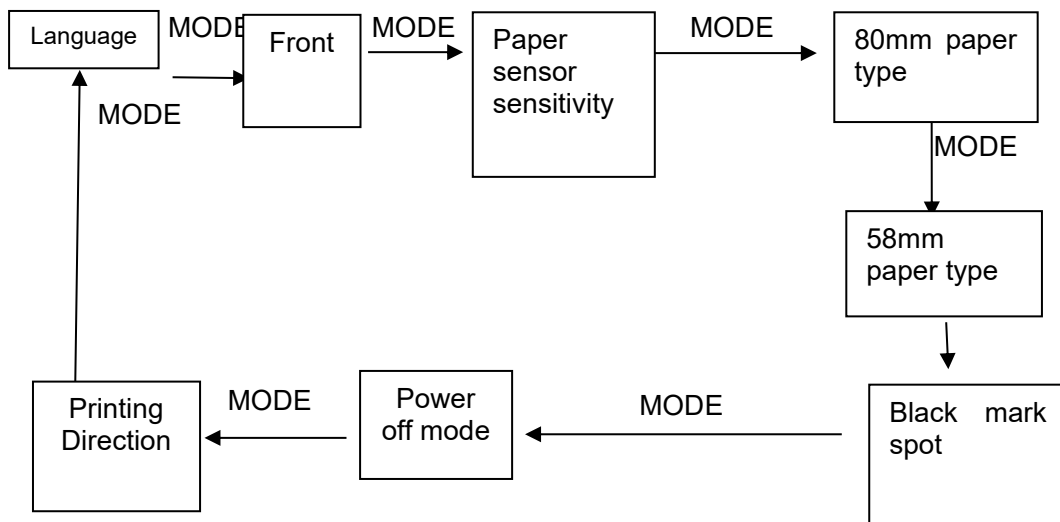 Language
MODE
Front
MODE
Paper
sensor
sensitivity
MODE
80mm paper
type
MODE
MODE
58mm
paper type
Printing
Direction
MODE
Power
off mode
MODE
Black mark
spot